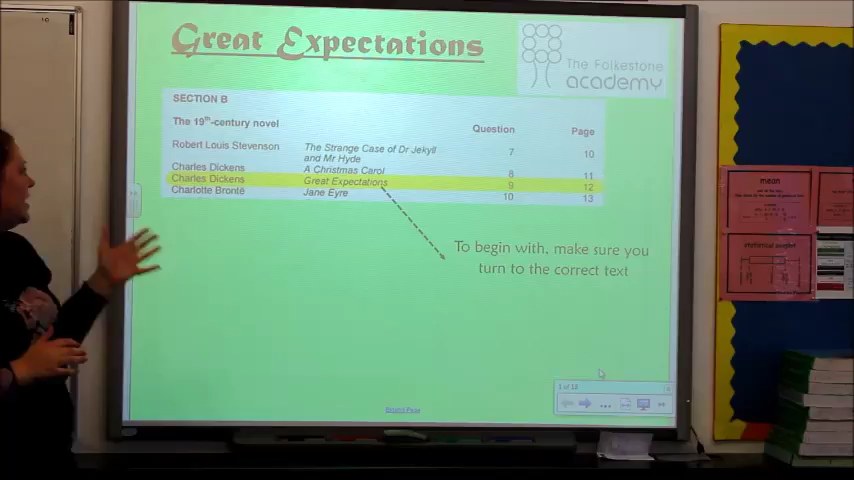 Great Expectations
The Folkestone
academy
SECTION B
The 19th-century novel
Question Page
Robert Louis Stevenson The Strange Case of Dr Jekyll and Mr Hyde 7 10
Charles Dickens A Christmas Carol 8 11
Charles Dickens Great Expectations 9 12
Charlotte Brontë Jane Eyre 10 13
To begin with, make sure you
turn to the correct text
mean